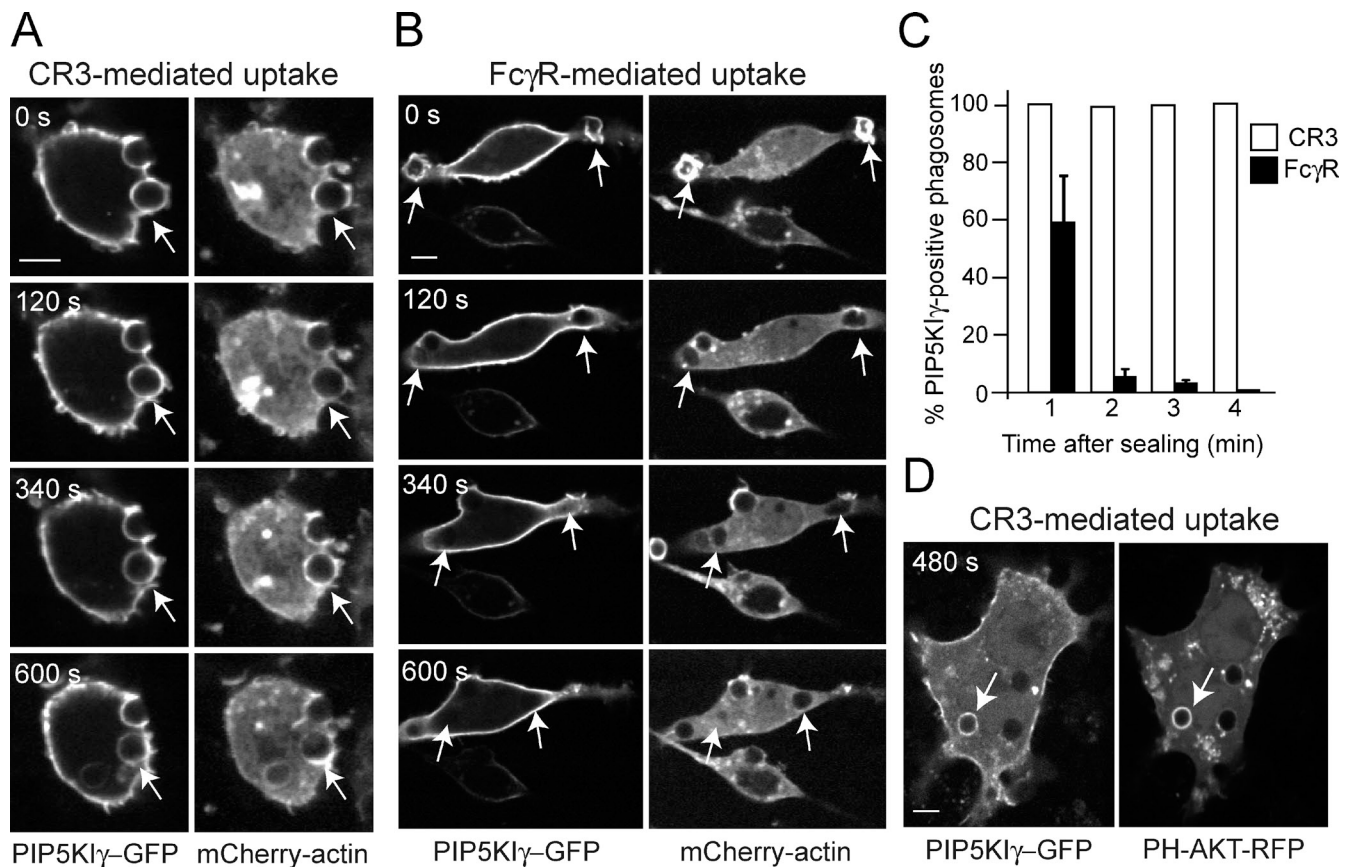 A
CR3-mediated uptake
0 s
120 s
340 s
600 s
PIP5KIγ–GFP
mCherry-actin
B
FcγR-mediated uptake
0 s
120 s
340 s
600 s
PIP5KIγ–GFP
mCherry-actin
C
% PIP5KIγ-positive phagosomes
100
80
60
40
20
0
1 2 3 4
Time after sealing (min)
CR3
FcγR
D
CR3-mediated uptake
480 s
PIP5KIγ–GFP
PH-AKT-RFP